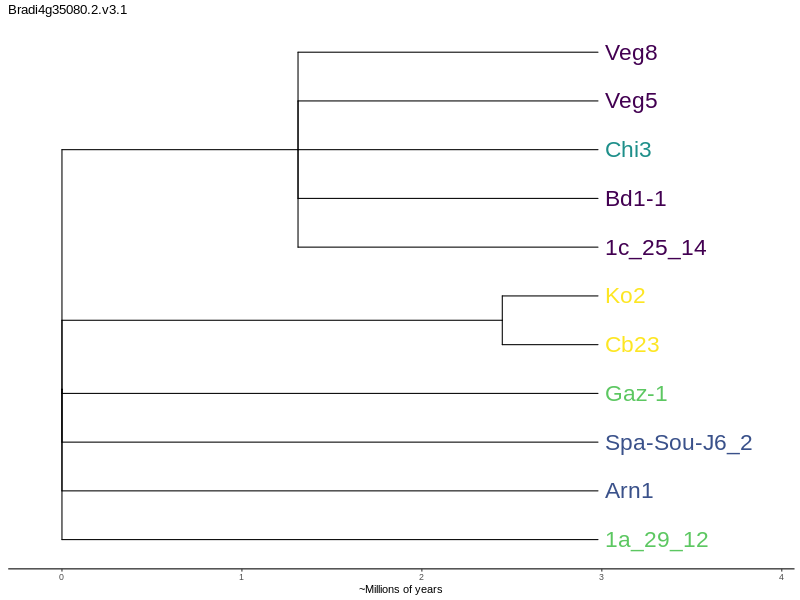 Bradi4g35080.2.v3.1
Veg8
Veg5
Chi3
Bd1-1
1c_25_14
Ko2
Cb23
Gaz-1
Spa-Sou-J6_2
Arn1
1a_29_12
0 1 2 3 4
~Millions of years